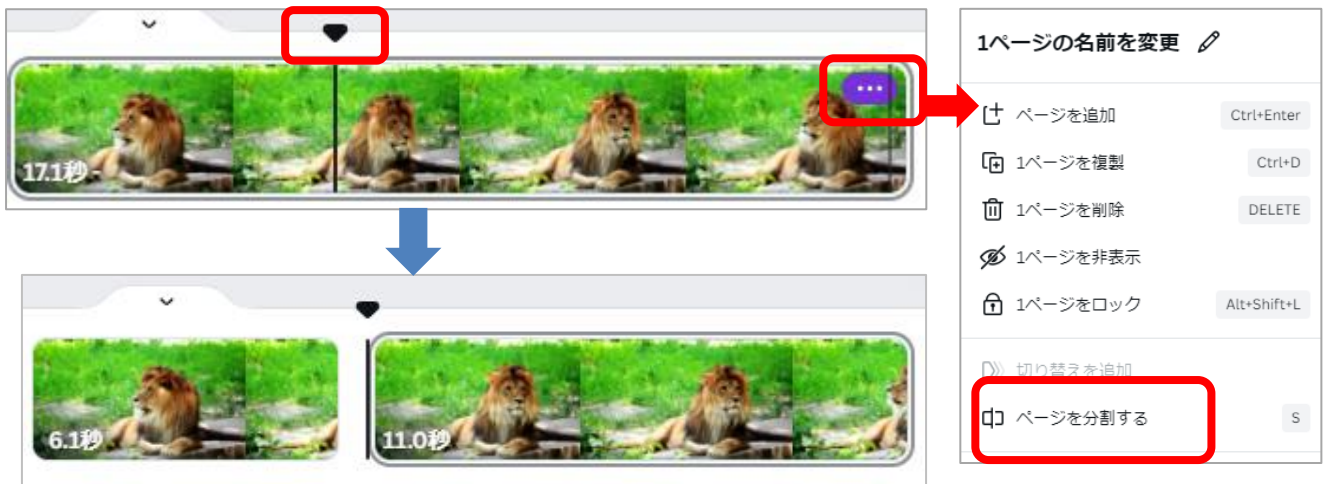 17.1秒 -
6.1秒
11.0秒
1ページの名前を変更
ページを追加 Ctrl+Enter
1ページを複製 Ctrl+D
1ページを削除 DELETE
1ページを非表示
1ページをロック Alt+Shift+L
切り替えを追加
ページを分割する S